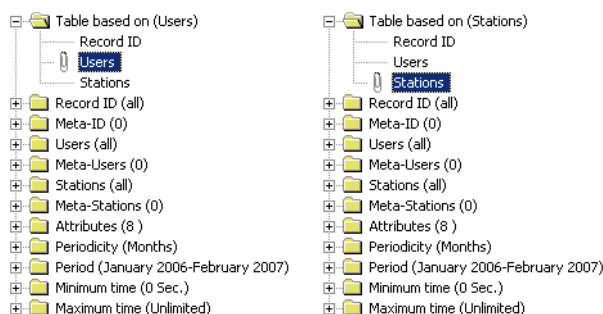 Table based on (Users)
Record ID
Users
Stations
Record ID (all)
Meta-ID (0)
Users (all)
Meta-Users (0)
Stations (all)
Meta-Stations (0)
Attributes (8 )
Periodicity (Months)
Period (January 2006-February 2007)
Minimum time (0 Sec.)
Maximum time (Unlimited)
Table based on (Stations)
Record ID
Users
Stations
Record ID (all)
Meta-ID (0)
Users (all)
Meta-Users (0)
Stations (all)
Meta-Stations (0)
Attributes (8 )
Periodicity (Months)
Period (January 2006-February 2007)
Minimum time (0 Sec.)
Maximum time (Unlimited)